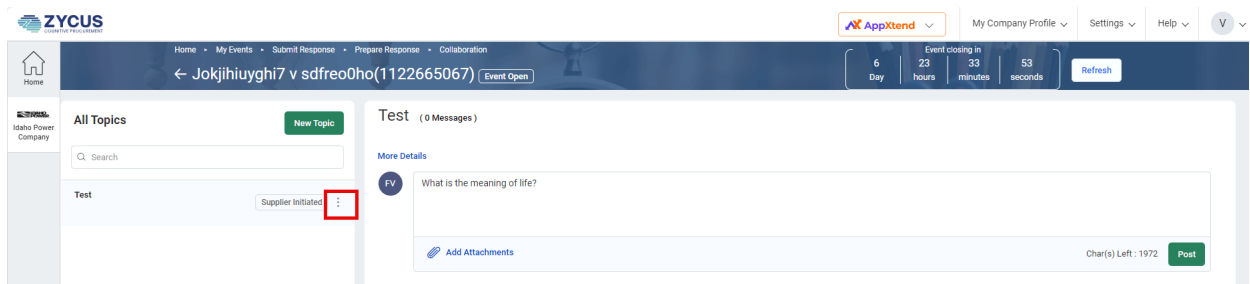 ZYCUS
COGNITIVE PROCUREMENT
AppXtend
My Company Profile
Settings
Help
V
Home
Idaho Power
Company
Home • My Events • Submit Response • Prepare Response • Collaboration
← Jokjihiuyghi7 v sdfreo0ho(1122665067) Event Open
Event closing in
6 23 33 53
Day hours minutes seconds
Refresh
All Topics
New Topic
Search
Test
Supplier Initiated
Test ( 0 Messages )
More Details
FV
What is the meaning of life?
Add Attachments
Char(s) Left : 1972
Post